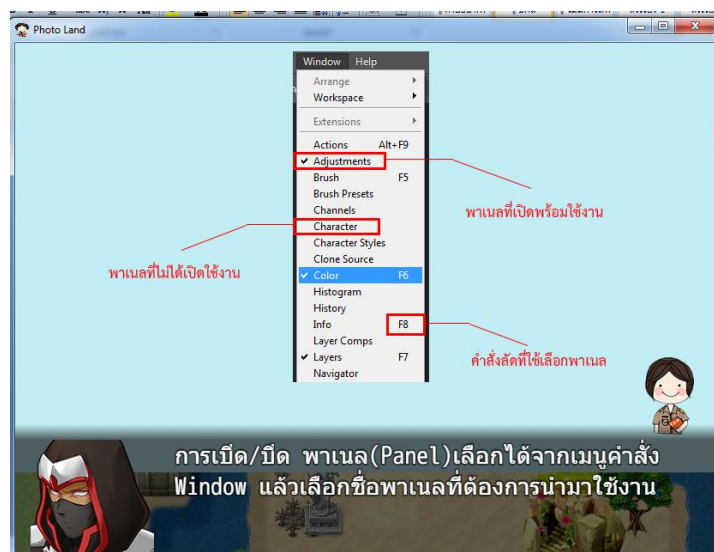 Photo Land
Window Help
Arrange
Workspace
Extensions
Actions Alt+F9
Adjustments
Brush F5
Brush Presets
Channels
Character
Character Styles
Clone Source
Color F6
Histogram
History
Info F8
Layer Comps
Layers F7
Navigator
พาเนลที่เปิดพร้อมใช้งาน
พาเนลที่ไม่ได้เปิดใช้งาน
คำสั่งลัดที่ใช้เลือกพาเนล
การเปิด/ปิด พาเนล(Panel)เลือกได้จากเมนูคำสั่ง
Window แล้วเลือกชื่อพาเนลที่ต้องการนำมาใช้งาน